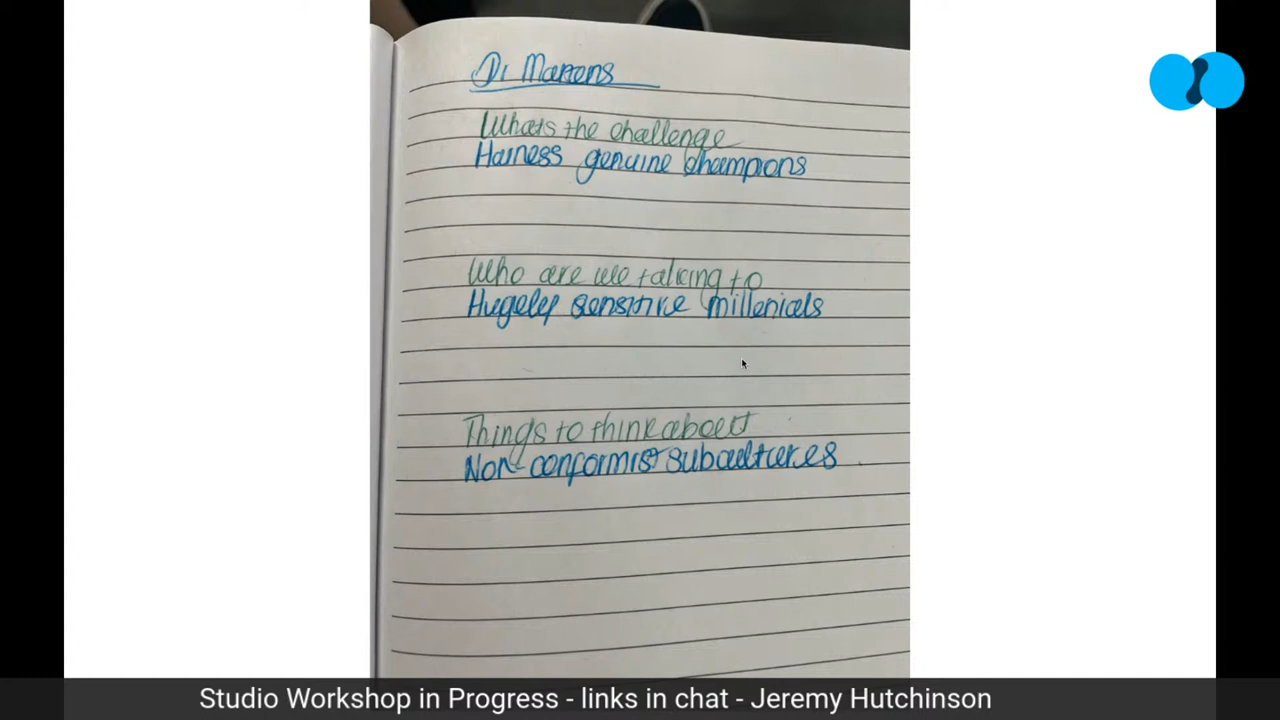 Dr Martens
Whats the challenge
Harness genuine champions
Who are we talking to
Hugely sensitive millenials
Things to think about
Non-conformist subcultures
Studio Workshop in Progress - links in chat - Jeremy Hutchinson